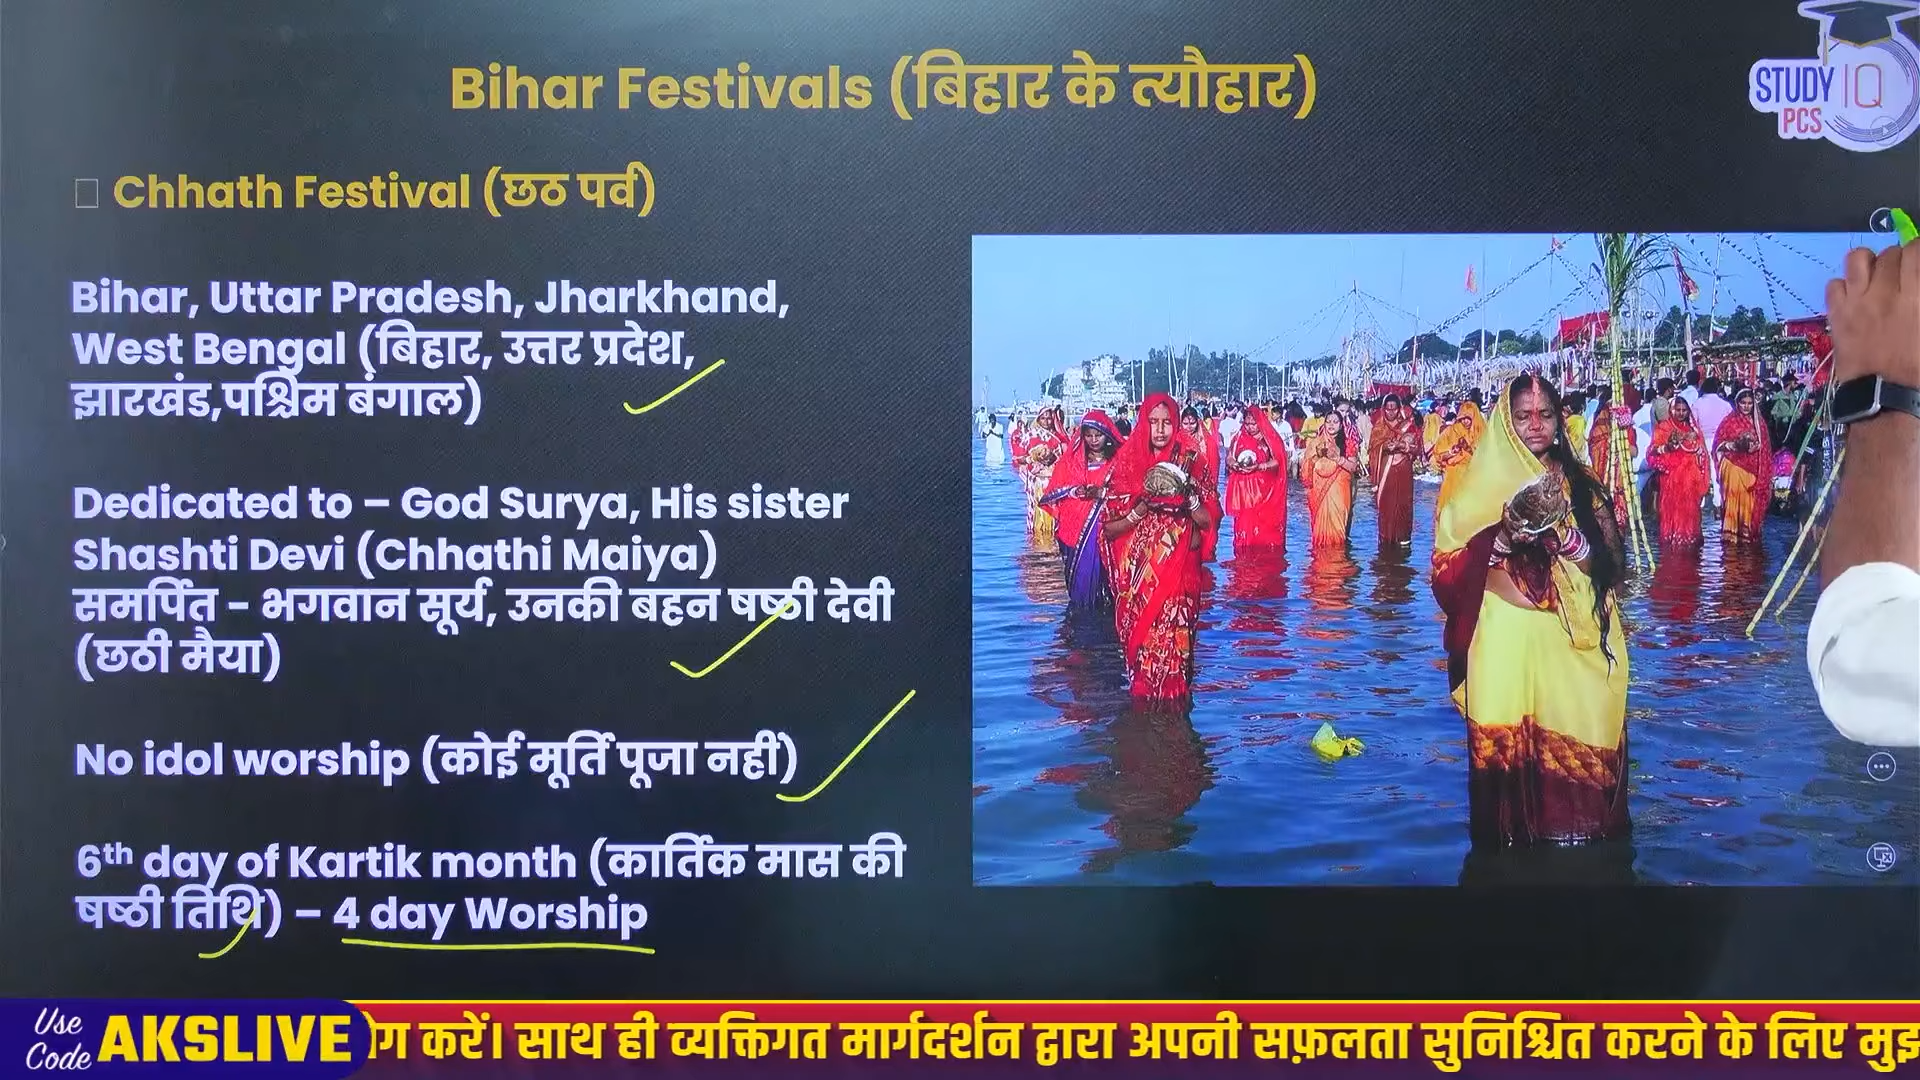 Bihar Festivals (बिहार के त्यौहार)
STUDY IQ
PCS
Chhath Festival (छठ पर्व)
Bihar, Uttar Pradesh, Jharkhand,
West Bengal (बिहार, उत्तर प्रदेश,
झारखंड,पश्चिम बंगाल)
Dedicated to – God Surya, His sister
Shashti Devi (Chhathi Maiya)
समर्पित - भगवान सूर्य, उनकी बहन षष्ठी देवी
(छठी मैया)
No idol worship (कोई मूर्ति पूजा नहीं)
6th day of Kartik month (कार्तिक मास की
षष्ठी तिथि) – 4 day Worship
Use
Code
AKSLIVE
करें। साथ ही व्यक्तिगत मार्गदर्शन द्वारा अपनी सफ़लता सुनिश्चित करने के लिए